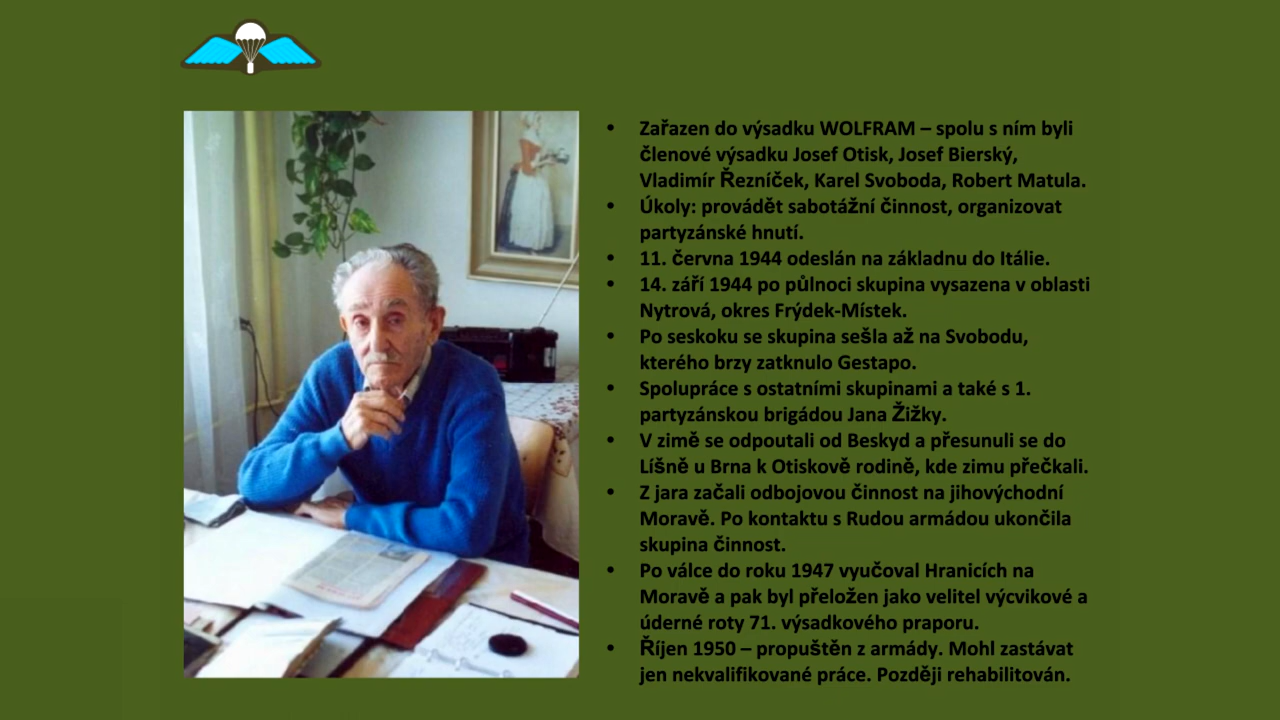 • Zařazen do výsadku WOLFRAM – spolu s ním byli
členové výsadku Josef Otisk, Josef Bierský,
Vladimír Řezníček, Karel Svoboda, Robert Matula.
• Úkoly: provádět sabotážní činnost, organizovat
partyzánské hnutí.
• 11. června 1944 odeslán na základnu do Itálie.
• 14. září 1944 po půlnoci skupina vysazena v oblasti
Nytrová, okres Frýdek-Místek.
• Po seskoku se skupina sešla až na Svobodu,
kterého brzy zatknulo Gestapo.
• Spolupráce s ostatními skupinami a také s 1.
partyzánskou brigádou Jana Žižky.
• V zimě se odpoutali od Beskyd a přesunuli se do
Líšně u Brna k Otiskově rodině, kde zimu přečkali.
• Z jara začali odbojovou činnost na jihovýchodní
Moravě. Po kontaktu s Rudou armádou ukončila
skupina činnost.
• Po válce do roku 1947 vyučoval Hranicích na
Moravě a pak byl přeložen jako velitel výcvikové a
úderné roty 71. výsadkového praporu.
• Říjen 1950 – propuštěn z armády. Mohl zastávat
jen nekvalifikované práce. Později rehabilitován.